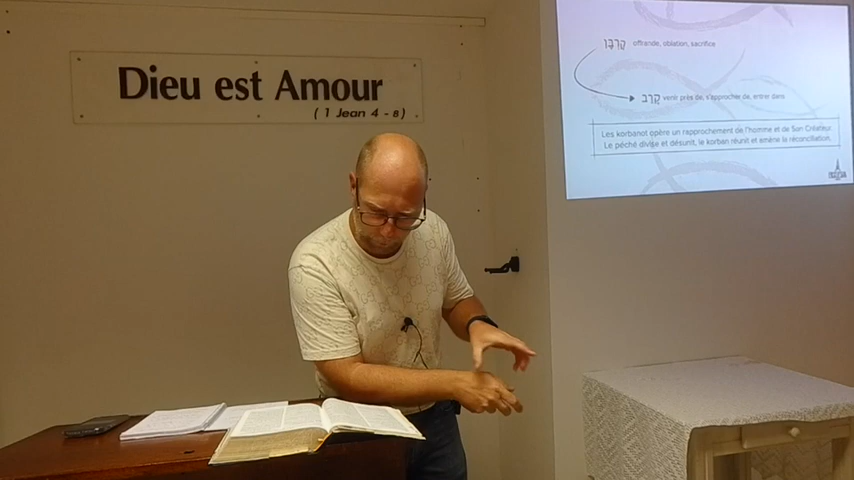 Dieu est Amour
(1 Jean 4 - 8)
קָרְבָּן offrande, oblation, sacrifice
קָרַב venir près de, s'approcher de, entrer dans
Les korbanot opère un rapprochement de l'homme et de Son Créateur.
Le péché divise et désunit, le korban réunit et amène la réconciliation.